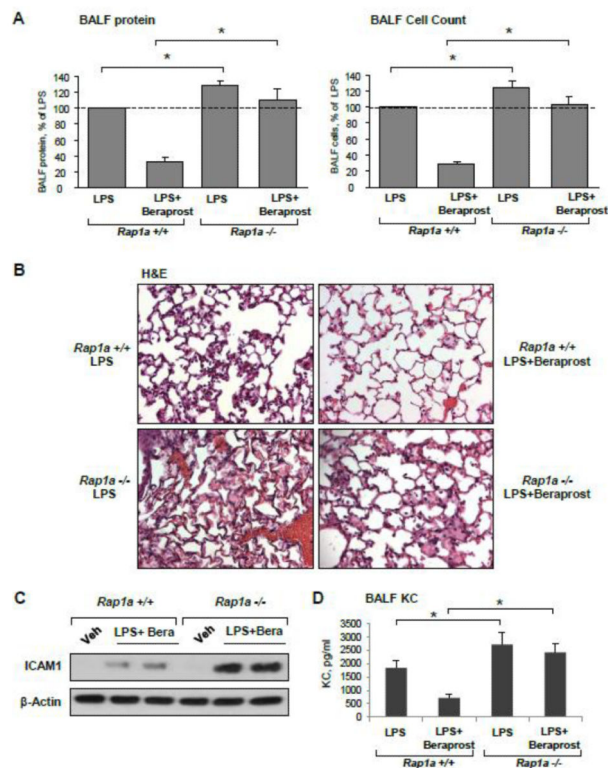 A
BALF protein
BALF protein, % of LPS
140
120
100
80
60
40
20
0
*
*
LPS
LPS+
Beraprost
LPS
LPS+
Beraprost
Rap1a +/+
Rap1a -/-
BALF Cell Count
BALF cells, % of LPS
140
120
100
80
60
40
20
0
*
*
LPS
LPS+
Beraprost
LPS
LPS+
Beraprost
Rap1a +/+
Rap1a -/-
B
H&E
Rap1a +/+
LPS
Rap1a +/+
LPS+Beraprost
Rap1a -/-
LPS
Rap1a -/-
LPS+Beraprost
C
Rap1a +/+
Rap1a -/-
Veh
LPS+ Bera
Veh
LPS+Bera
ICAM1
β-Actin
D
BALF KC
KC, pg/ml
3500
3000
2500
2000
1500
1000
500
0
*
*
LPS
LPS+
Beraprost
LPS
LPS+
Beraprost
Rap1a +/+
Rap1a -/-